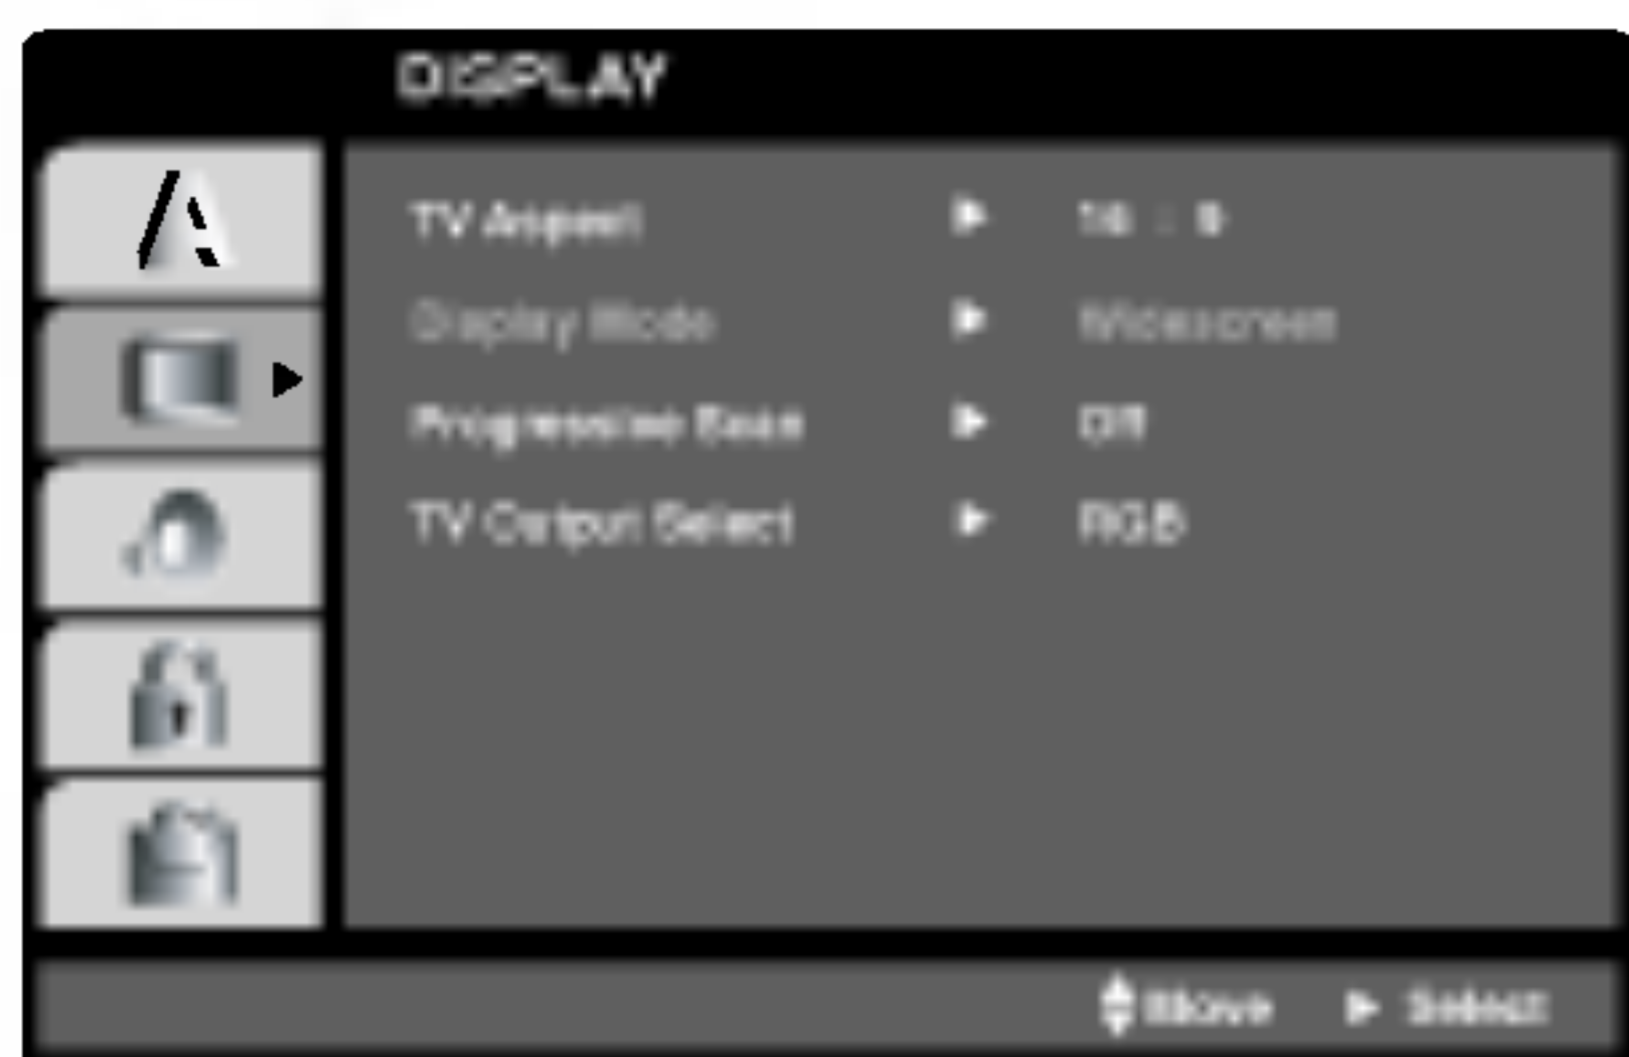 DISPLAY
TV Aspect ▶ 16 : 9
Display Mode ▶ Widescreen
Progressive Scan ▶ Off
TV Output Select ▶ RGB
Move ▶ Select